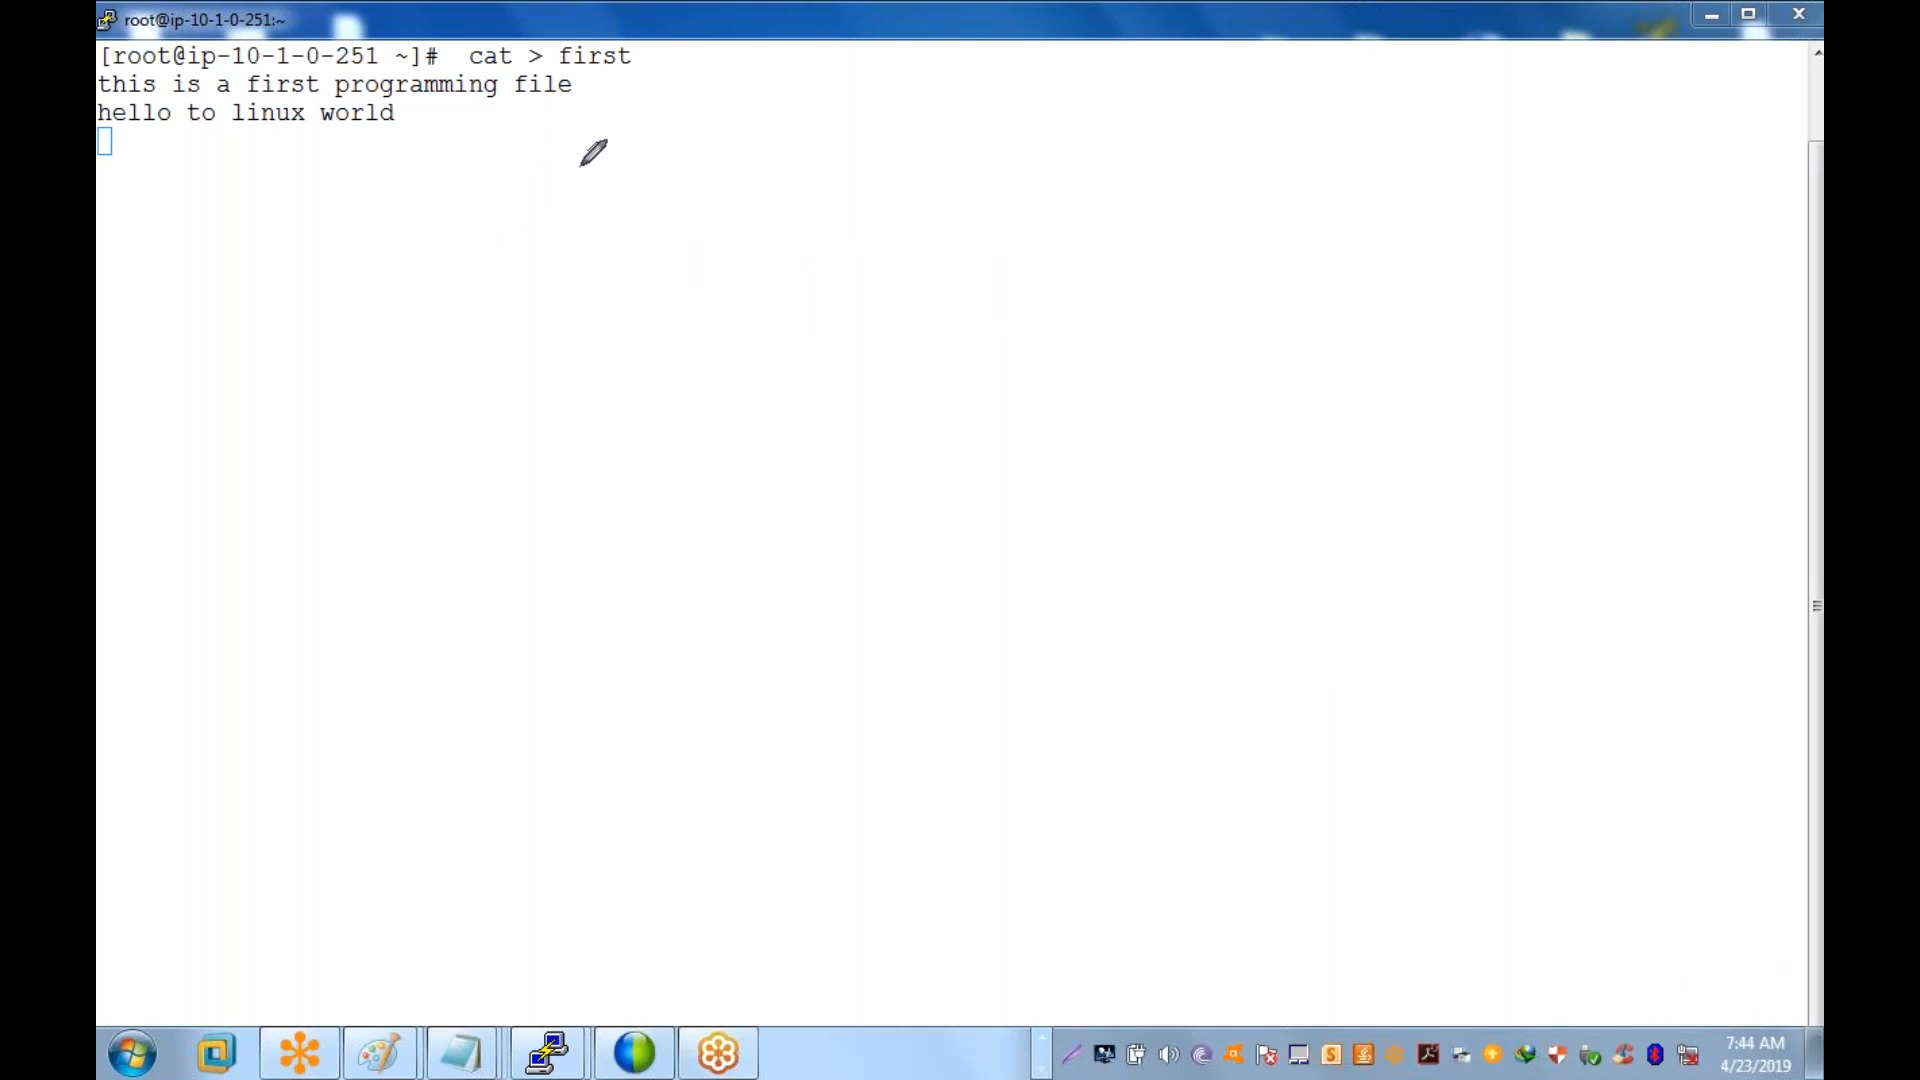 root@ip-10-1-0-251:~
[root@ip-10-1-0-251 ~]#  cat > first
this is a first programming file
hello to linux world
7:44 AM
4/23/2019